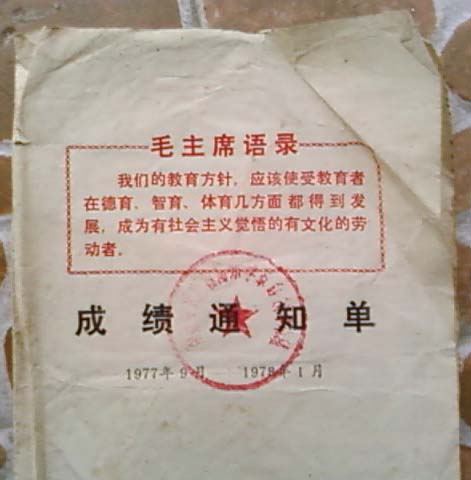 毛主席语录
我们的教育方针，应该使受教育者
在德育、智育、体育几方面都得到发
展，成为有社会主义觉悟的有文化的劳
动者。
成绩通知单
1977年9月 1978年1月